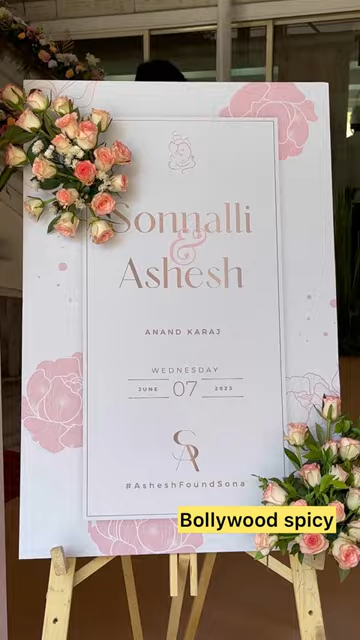 Sonnalli
&
Ashesh
ANAND KARAJ
WEDNESDAY
JUNE 07 2023
SA
#AsheshFoundSona
Bollywood spicy